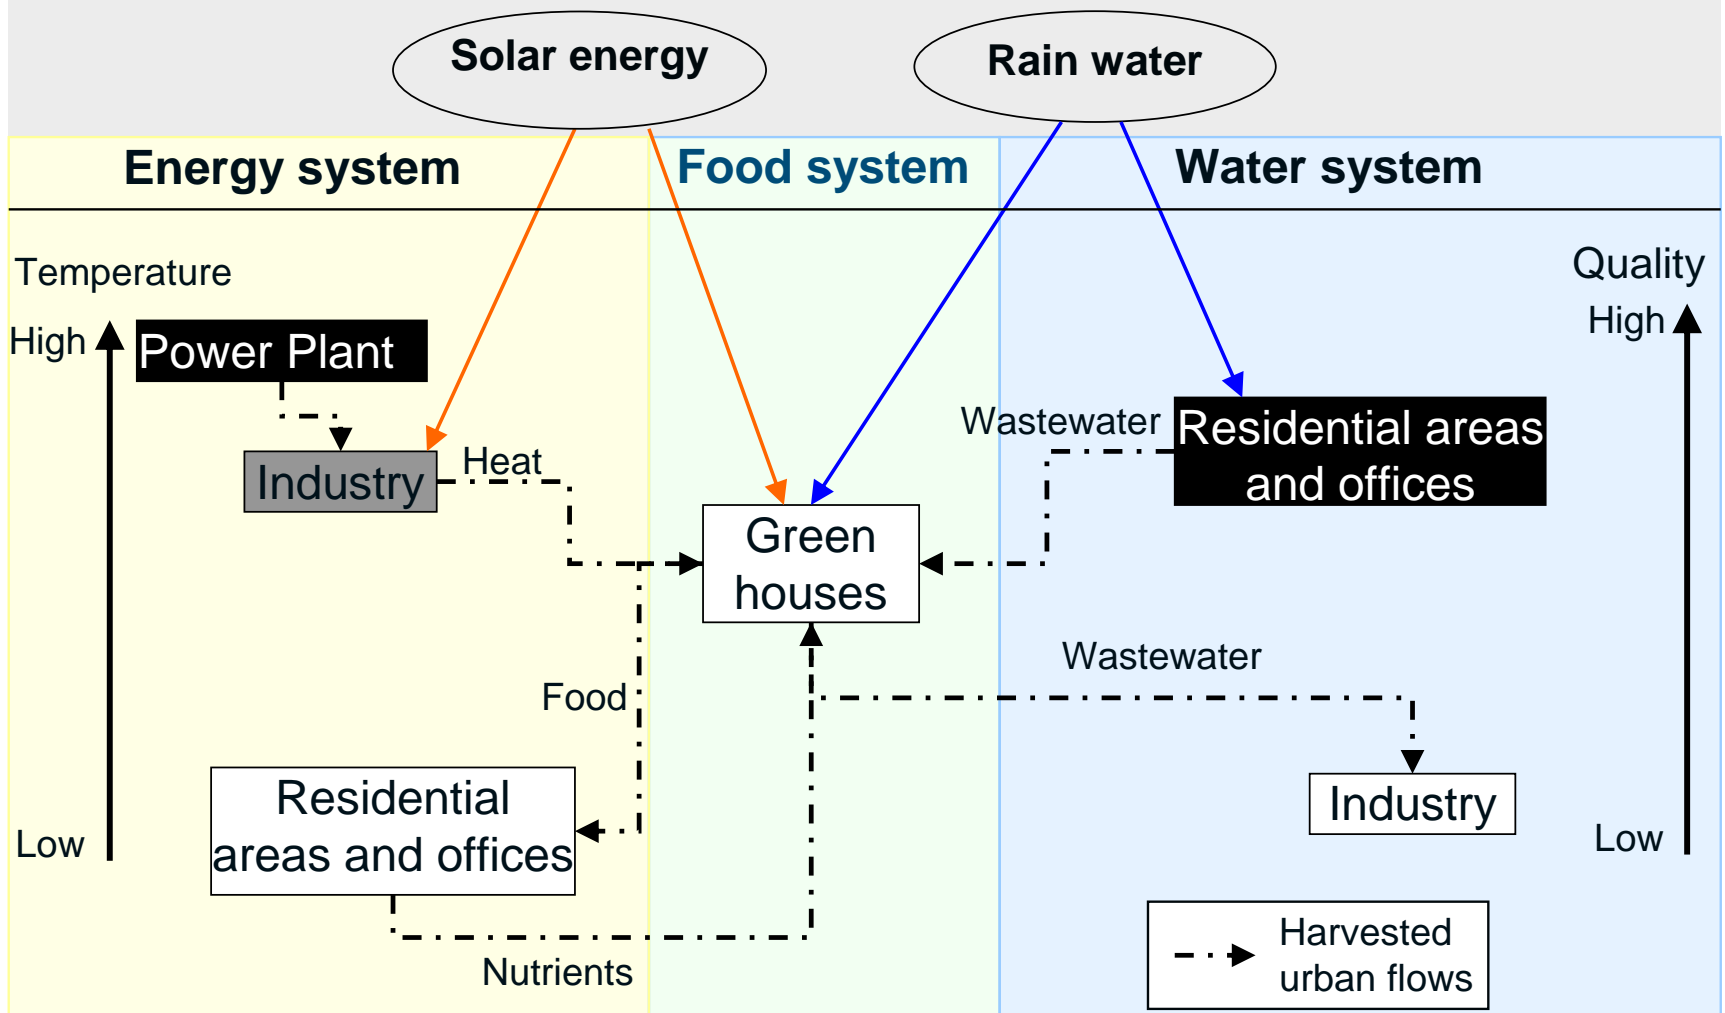 Solar energy
Rain water
Energy system
Food system
Water system
Temperature
Quality
High
Power Plant
High
Industry
Heat
Wastewater
Residential areas
and offices
Green
houses
Food
Wastewater
Residential
areas and offices
Industry
Low
Low
Nutrients
Harvested
urban flows